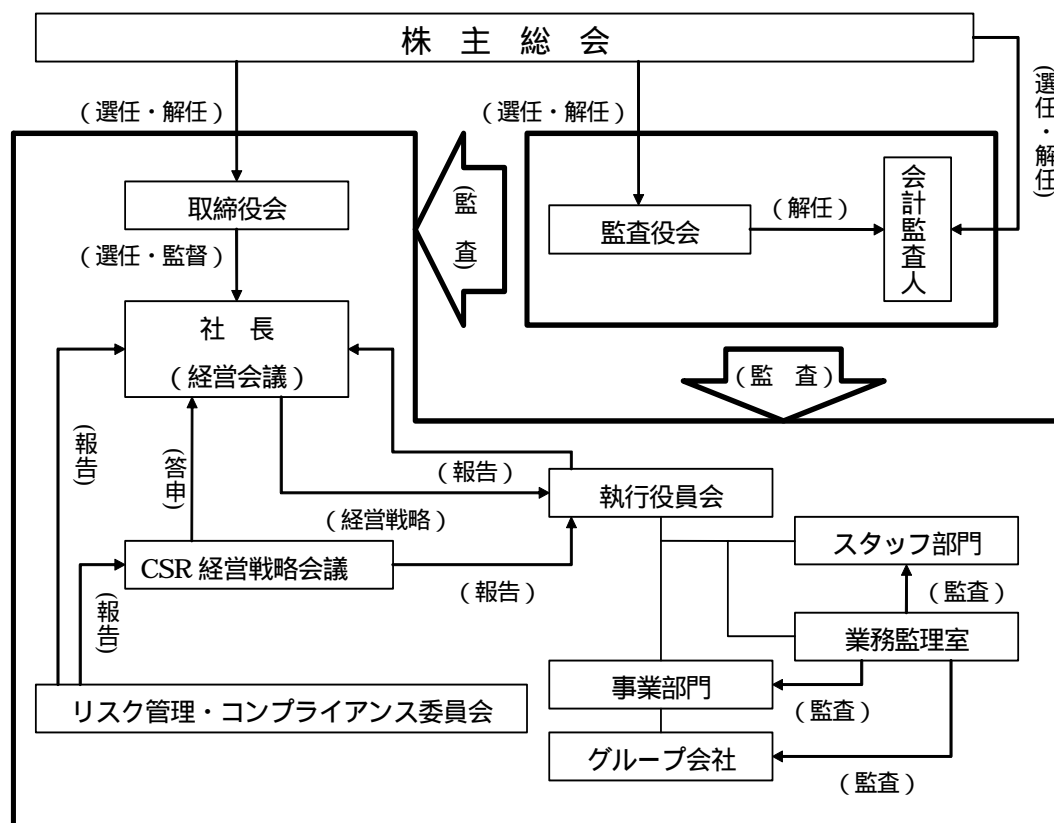 株 主 総 会
(選任・解任)
(選任・解任)
(選任・解任)
取締役会
(監 査)
監査役会
(解任)
会計監査人
(選任・監督)
社 長
(経営会議)
(監 査)
(報告)
(答申)
(報告)
執行役員会
(経営戦略)
スタッフ部門
CSR 経営戦略会議
(報告)
(監査)
(報告)
業務監理室
事業部門
(監査)
リスク管理・コンプライアンス委員会
グループ会社
(監査)